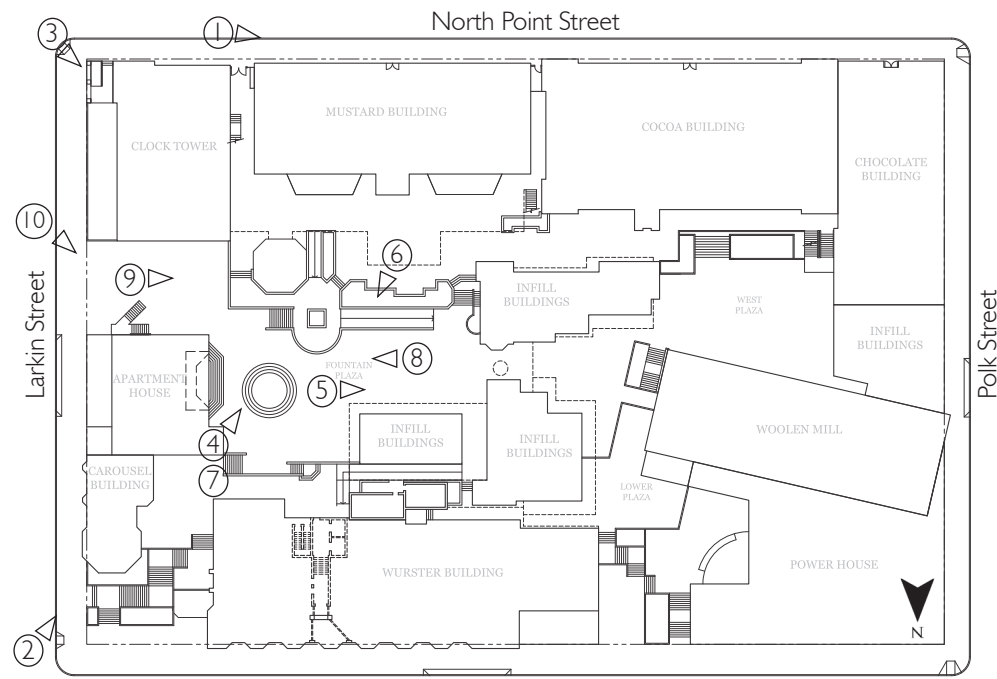 North Point Street
1
3
MUSTARD BUILDING
COCOA BUILDING
CLOCK TOWER
CHOCOLATE
BUILDING
10
6
9
INFILL
BUILDINGS
WEST
PLAZA
Larkin Street
Polk Street
INFILL
BUILDINGS
8
FOUNTAIN
PLAZA
APARTMENT
HOUSE
5
4
INFILL
BUILDINGS
INFILL
BUILDINGS
WOOLEN MILL
CAROUSEL
BUILDING
7
LOWER
PLAZA
WURSTER BUILDING
POWER HOUSE
N
2